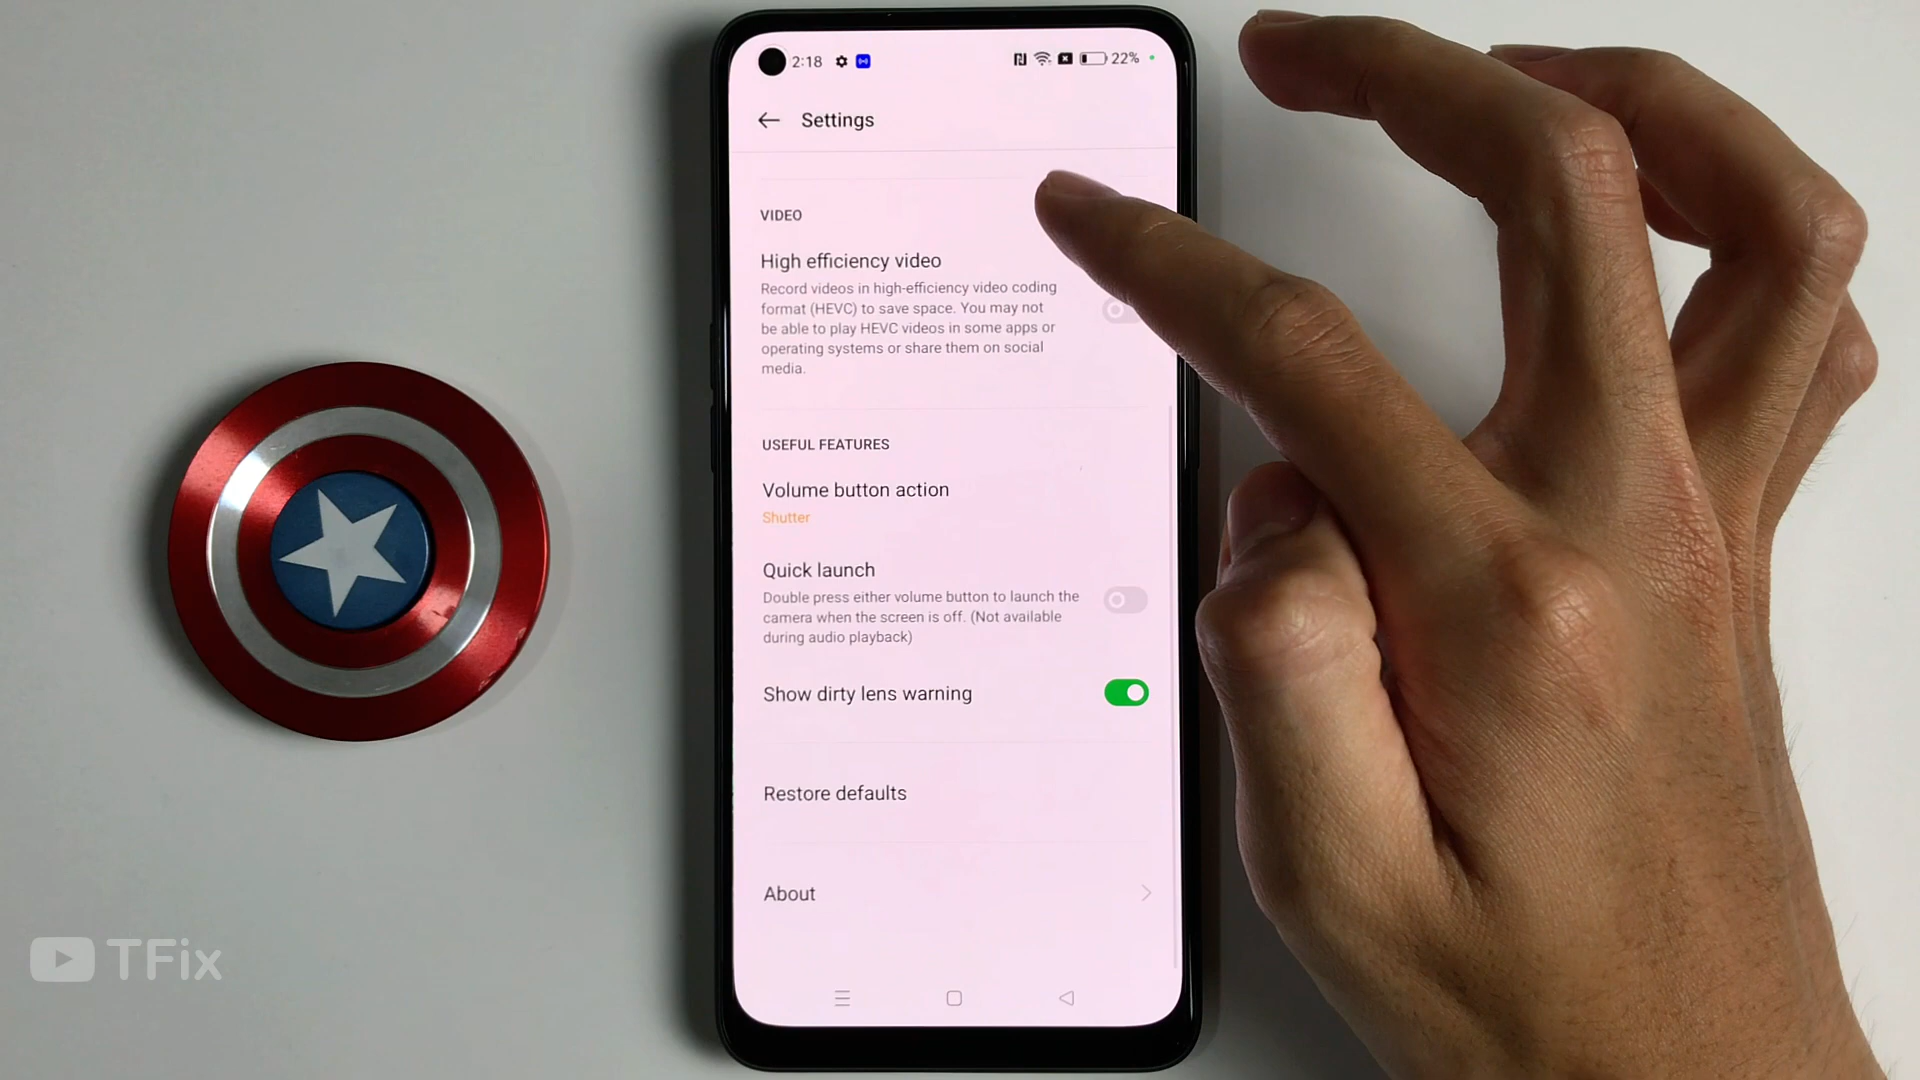 2:18 22%
Settings
VIDEO
High efficiency video
Record videos in high-efficiency video coding
format (HEVC) to save space. You may not
be able to play HEVC videos in some apps or
operating systems or share them on social
media.
USEFUL FEATURES
Volume button action
Shutter
Quick launch
Double press either volume button to launch the
camera when the screen is off. (Not available
during audio playback)
Show dirty lens warning
Restore defaults
About
TFix